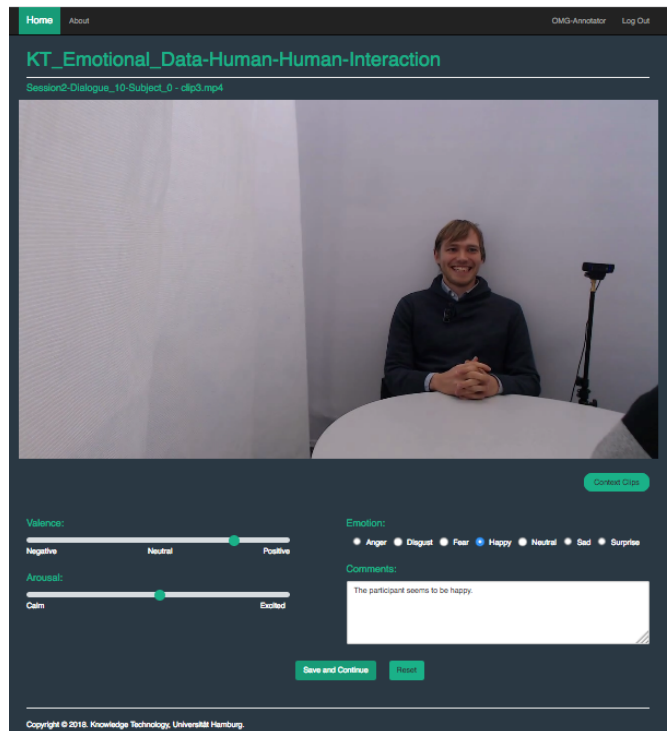 Home About OMG-Annotator Log Out
KT_Emotional_Data-Human-Human-Interaction
Session2-Dialogue_10-Subject_0 - clip3.mp4
Context Clips
Valence:
Negative Neutral Positive
Arousal:
Calm Excited
Emotion:
Anger Disgust Fear Happy Neutral Sad Surprise
Comments:
The participant seems to be happy.
Save and Continue Reset
Copyright © 2018. Knowledge Technology, Universität Hamburg.